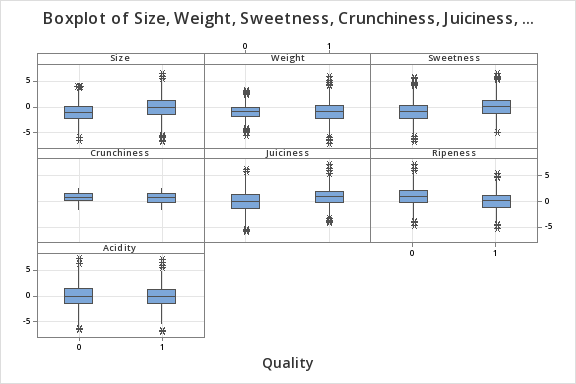 Boxplot of Size, Weight, Sweetness, Crunchiness, Juiciness, ...
0 1
Size Weight Sweetness
5
0
-5
Crunchiness Juiciness Ripeness
5
0
-5
0 1
Acidity
5
0
-5
0 1
Quality